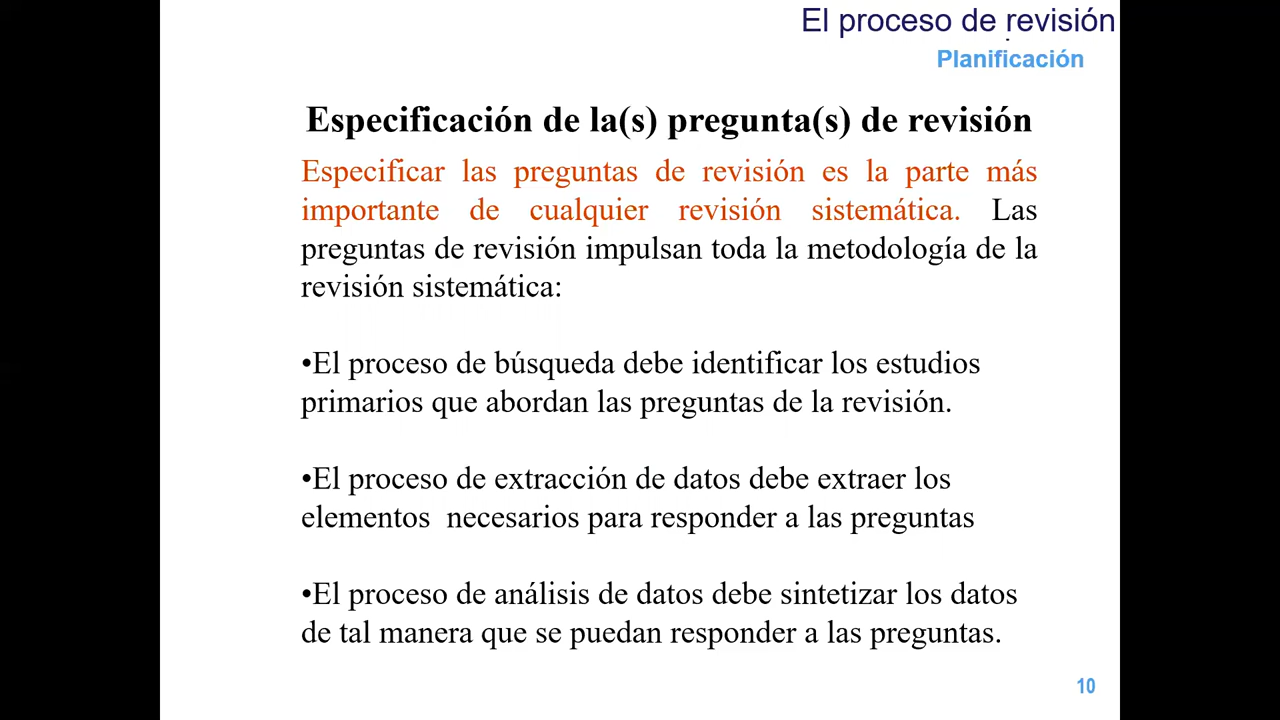 El proceso de revisión
Planificación
Especificación de la(s) pregunta(s) de revisión
Especificar las preguntas de revisión es la parte más
importante de cualquier revisión sistemática. Las
preguntas de revisión impulsan toda la metodología de la
revisión sistemática:
•El proceso de búsqueda debe identificar los estudios
primarios que abordan las preguntas de la revisión.
•El proceso de extracción de datos debe extraer los
elementos  necesarios para responder a las preguntas
•El proceso de análisis de datos debe sintetizar los datos
de tal manera que se puedan responder a las preguntas.
10